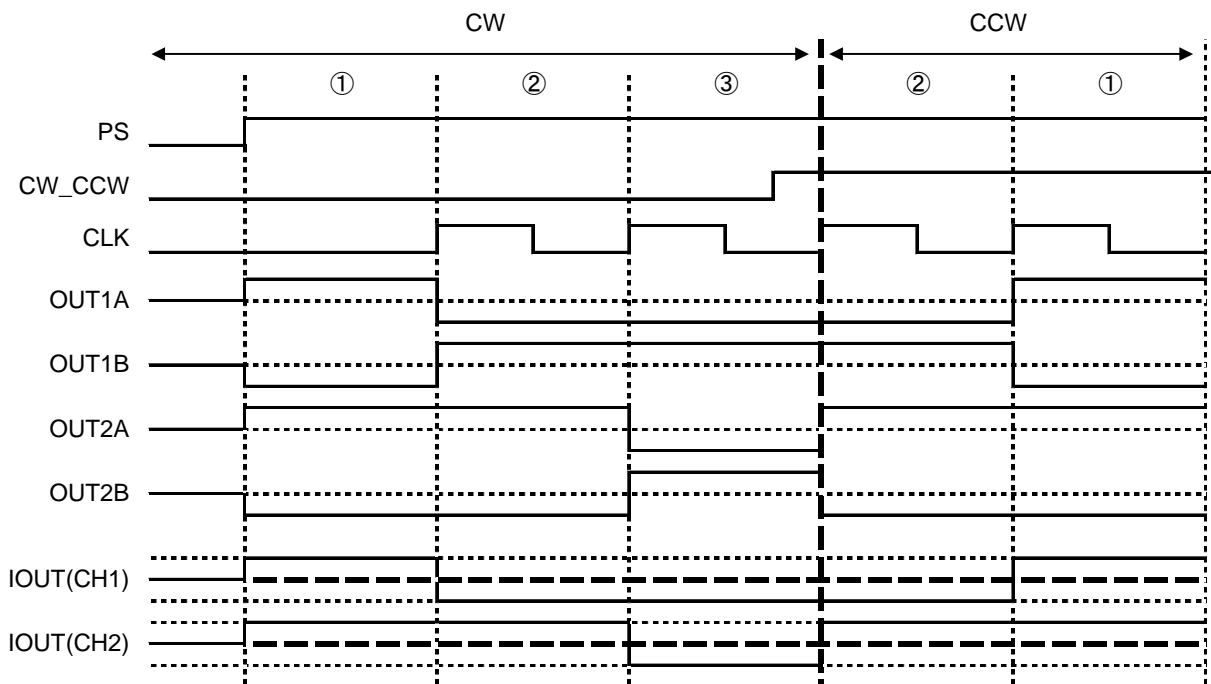 CW CCW
① ② ③ ② ①
PS
CW_CCW
CLK
OUT1A
OUT1B
OUT2A
OUT2B
IOUT(CH1)
IOUT(CH2)